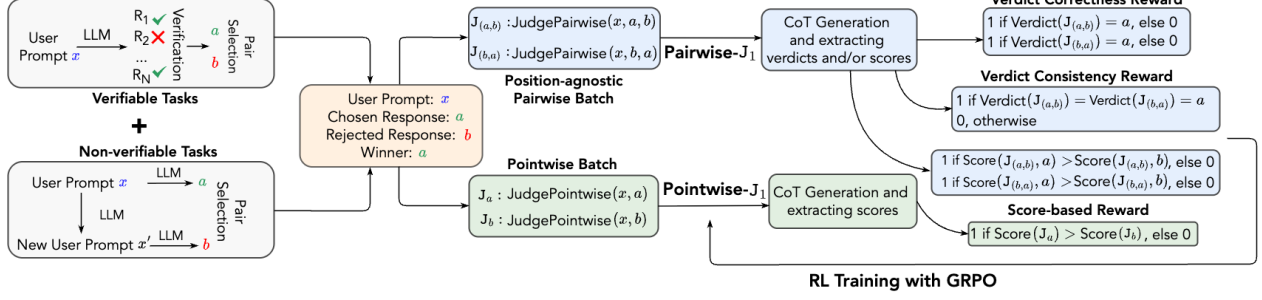 User
Prompt x
LLM
R1
R2
...
RN
Verification
a
b
Pair
Selection
Verifiable Tasks
+
Non-verifiable Tasks
User Prompt x
LLM
a
LLM
New User Prompt x′
LLM
b
Pair
Selection
User Prompt: x
Chosen Response: a
Rejected Response: b
Winner: a
J(a,b) : JudgePairwise(x, a, b)
J(b,a) : JudgePairwise(x, b, a)
Position-agnostic
Pairwise Batch
Pairwise-J1
CoT Generation
and extracting
verdicts and/or scores
Verdict Correctness Reward
1 if Verdict(J(a,b)) = a, else 0
1 if Verdict(J(b,a)) = a, else 0
Verdict Consistency Reward
1 if Verdict(J(a,b)) = Verdict(J(b,a)) = a
0, otherwise
1 if Score(J(a,b), a) > Score(J(a,b), b), else 0
1 if Score(J(b,a), a) > Score(J(b,a), b), else 0
Pointwise Batch
Ja : JudgePointwise(x, a)
Jb : JudgePointwise(x, b)
Pointwise-J1
CoT Generation and
extracting scores
Score-based Reward
1 if Score(Ja) > Score(Jb), else 0
RL Training with GRPO